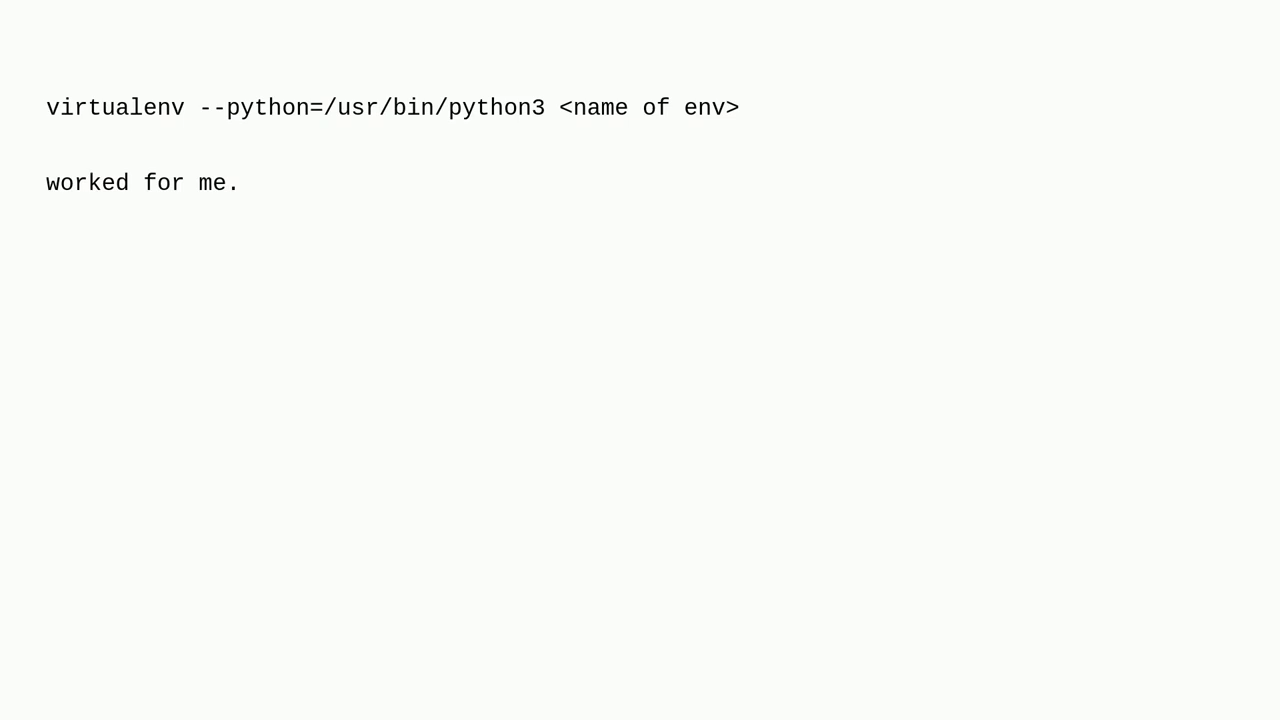 virtualenv --python=/usr/bin/python3 <name of env>
worked for me.